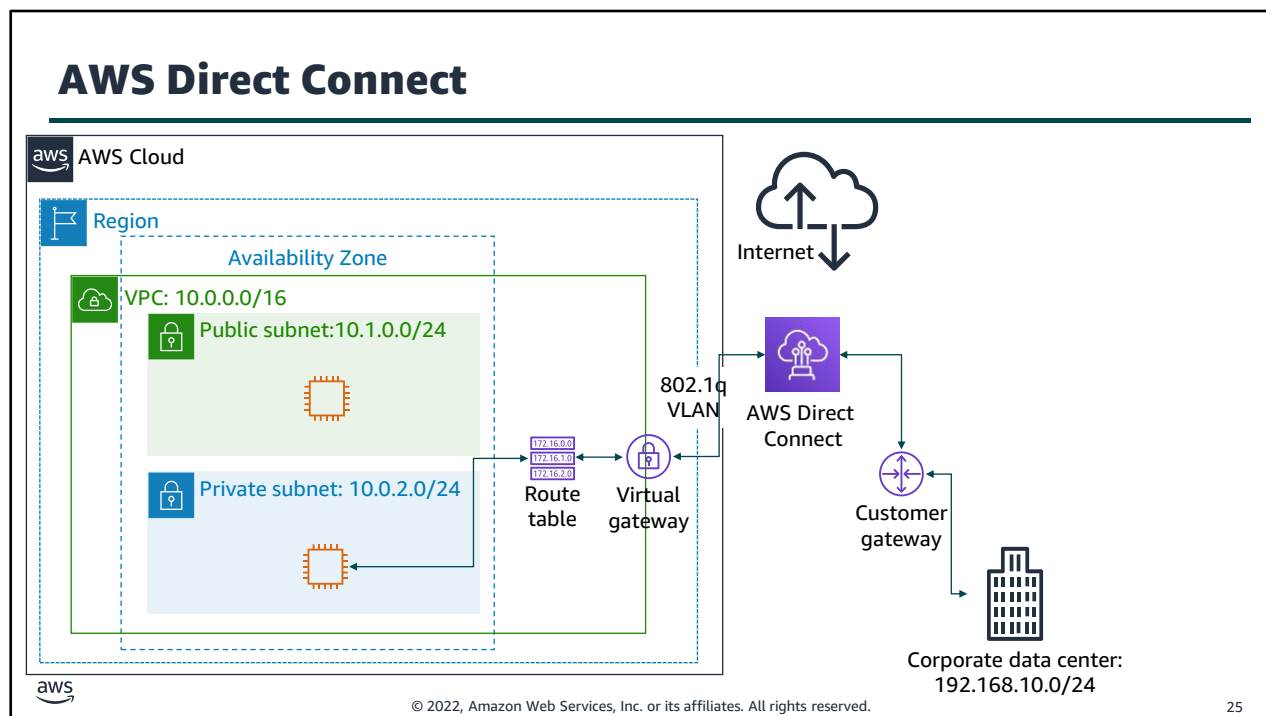 AWS Direct Connect
aws
AWS Cloud
Region
Availability Zone
VPC: 10.0.0.0/16
Public subnet:10.1.0.0/24
Private subnet: 10.0.2.0/24
172.16.0.0
172.16.1.0
172.16.2.0
Route
table
Virtual
gateway
802.1q
VLAN
Internet
AWS Direct
Connect
Customer
gateway
Corporate data center:
192.168.10.0/24
aws
© 2022, Amazon Web Services, Inc. or its affiliates. All rights reserved.
25